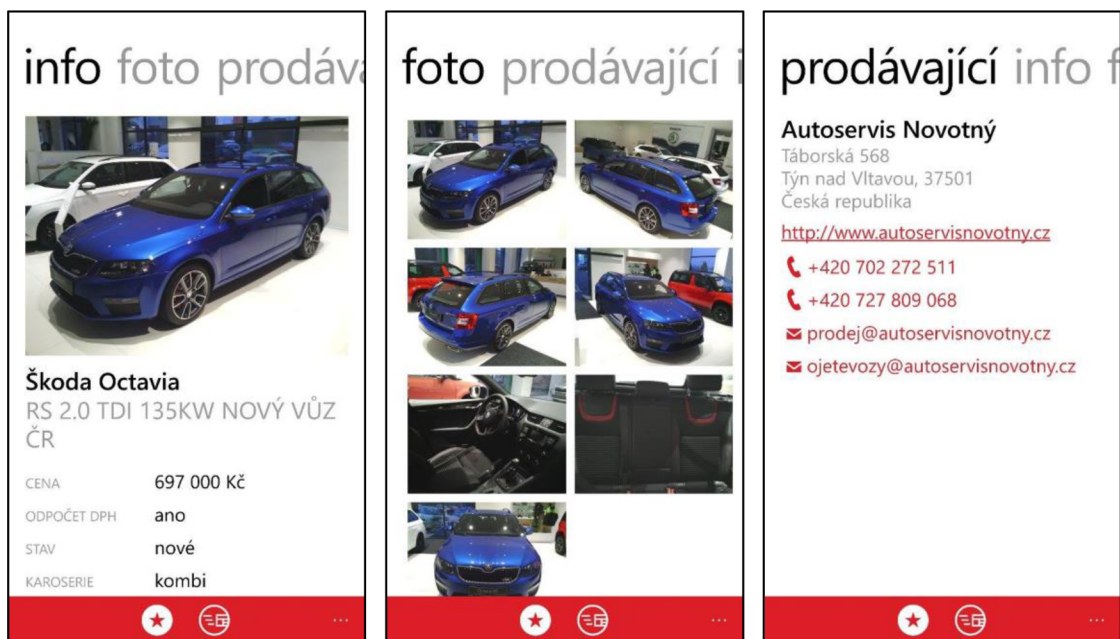 info foto prodáva
Škoda Octavia
RS 2.0 TDI 135KW NOVÝ VŮZ
ČR
CENA 697 000 Kč
ODPOČET DPH ano
STAV nové
KAROSERIE kombi
...
foto prodávající i
...
prodávající info f
Autoservis Novotný
Táborská 568
Týn nad Vltavou, 37501
Česká republika
http://www.autoservisnovotny.cz
+420 702 272 511
+420 727 809 068
prodej@autoservisnovotny.cz
ojetevozy@autoservisnovotny.cz
...